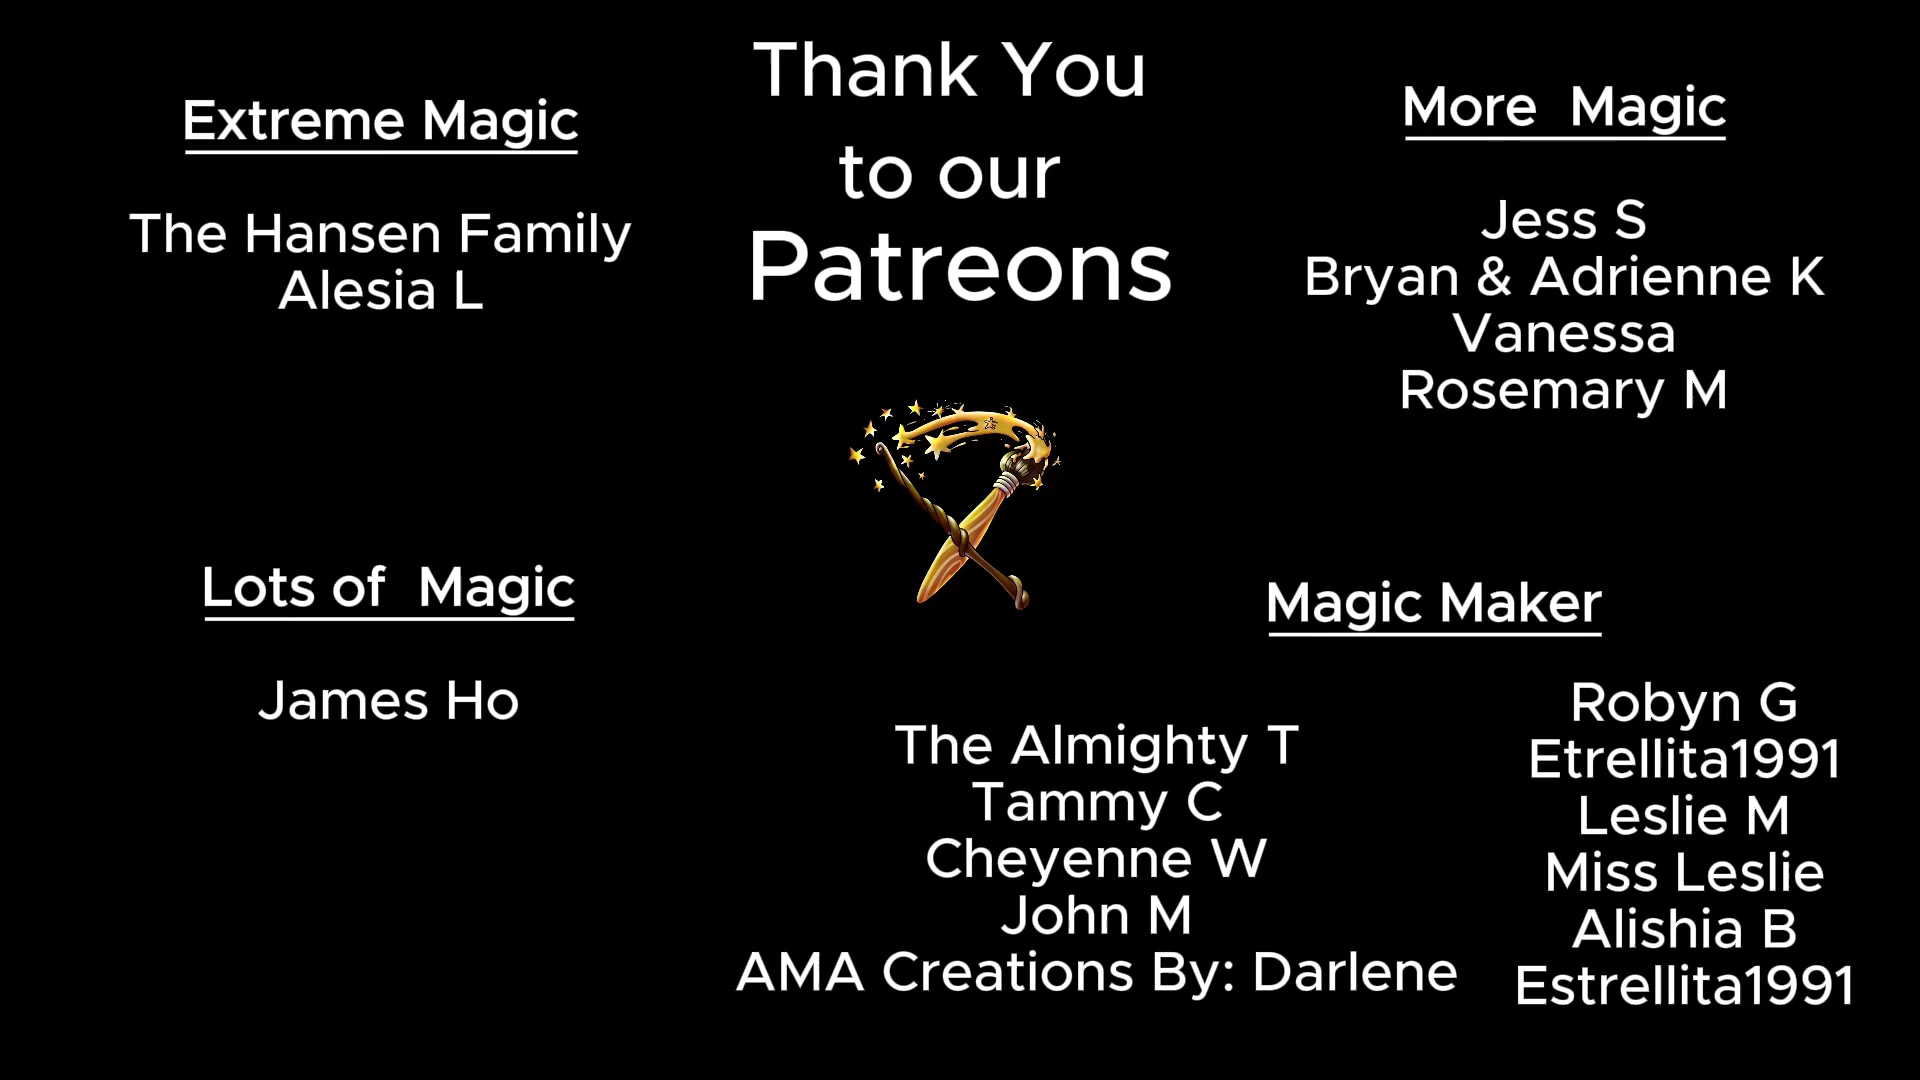 Thank You
to our
Patreons
Extreme Magic
The Hansen Family
Alesia L
More  Magic
Jess S
Bryan & Adrienne K
Vanessa
Rosemary M
Lots of  Magic
James Ho
Magic Maker
The Almighty T
Tammy C
Cheyenne W
John M
AMA Creations By: Darlene
Robyn G
Etrellita1991
Leslie M
Miss Leslie
Alishia B
Estrellita1991